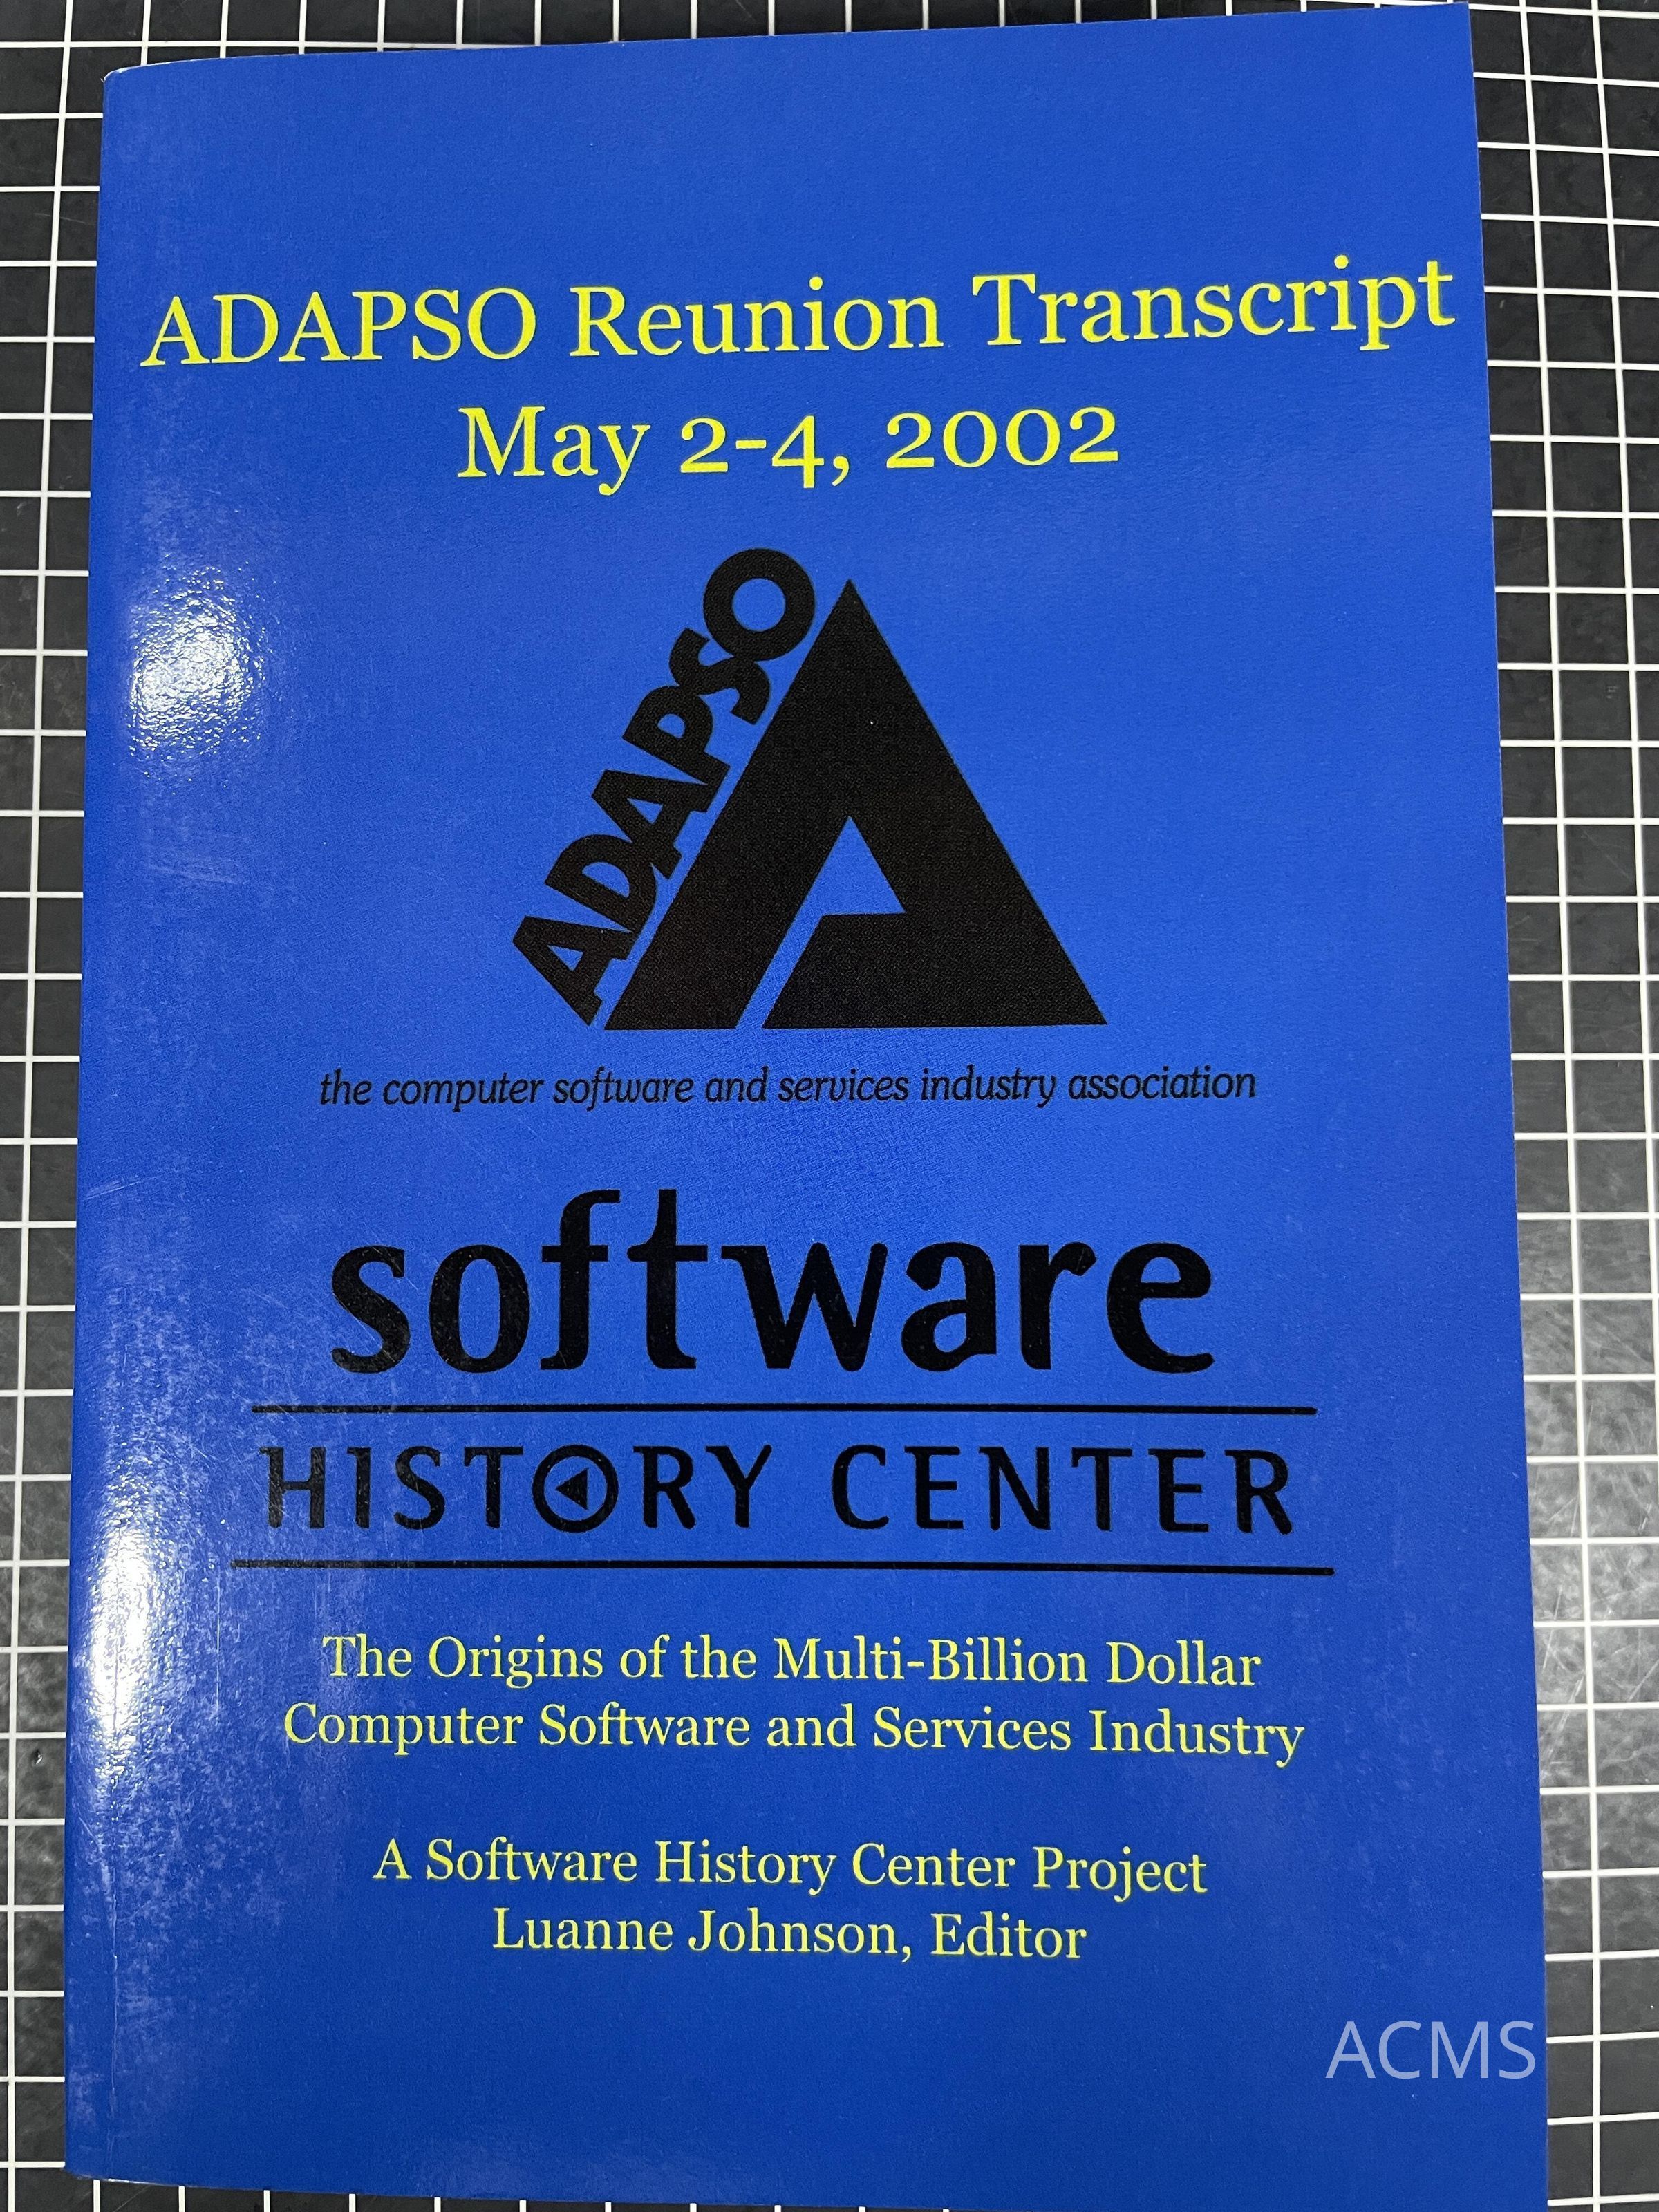 ADAPSO Reunion Transcript
May 2-4, 2002
ADAPSO
the computer software and services industry association
software
HISTORY CENTER
The Origins of the Multi-Billion Dollar
Computer Software and Services Industry
A Software History Center Project
Luanne Johnson, Editor
ACMS